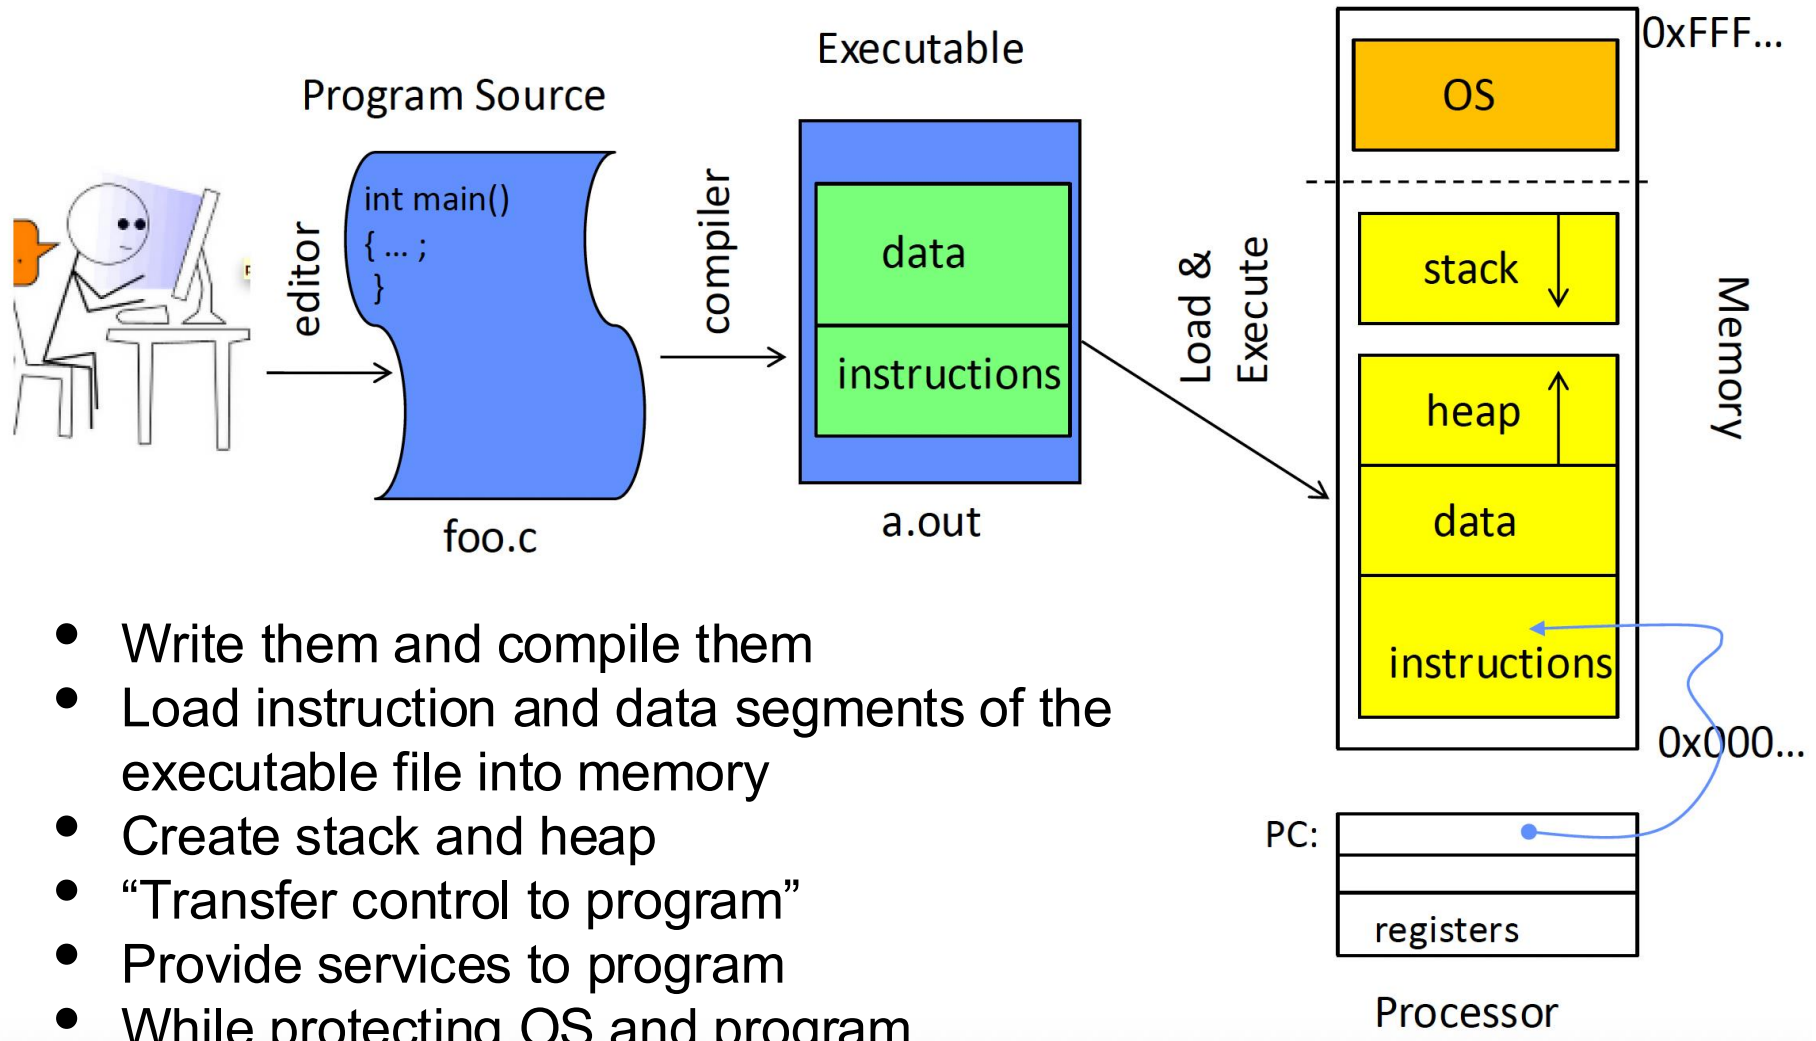 Executable
0xFFF...
Program Source
OS
int main()
{ ... ;
}
editor
compiler
data
instructions
Load &
Execute
stack
heap
data
instructions
Memory
foo.c
a.out
0x000...
• Write them and compile them
• Load instruction and data segments of the
executable file into memory
• Create stack and heap
• “Transfer control to program”
• Provide services to program
• While protecting OS and program
PC:
registers
Processor